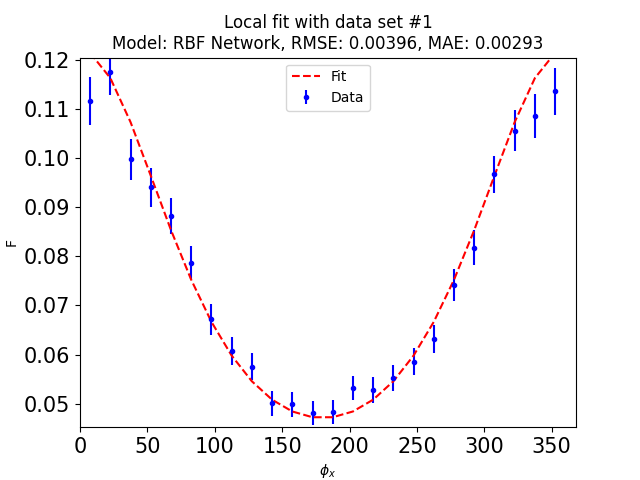 Local fit with data set #1
Model: RBF Network, RMSE: 0.00396, MAE: 0.00293
Fit
Data
0.12
0.11
0.10
0.09
0.08
0.07
0.06
0.05
F
0 50 100 150 200 250 300 350
ϕx